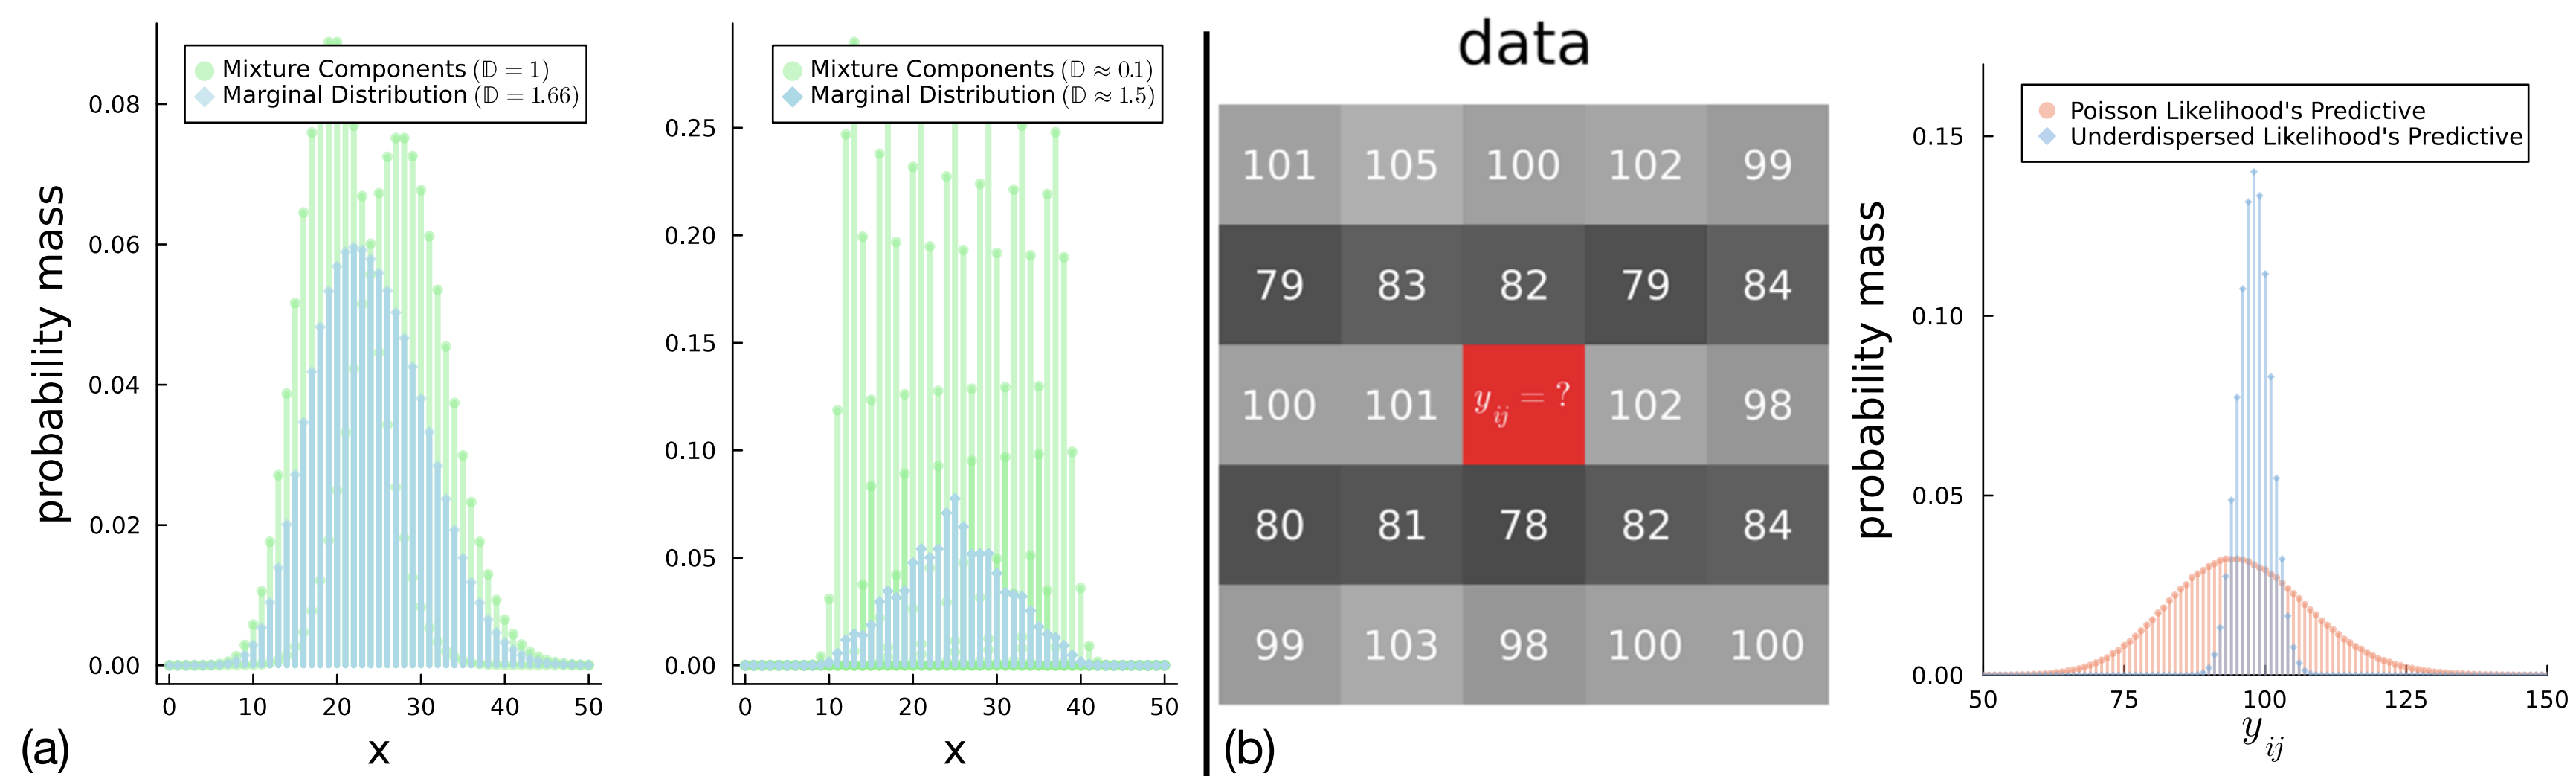 Mixture Components (𝔻 = 1)
Marginal Distribution (𝔻 = 1.66)
0.08
0.06
0.04
0.02
0.00
probability mass
0 10 20 30 40 50
x
(a)
Mixture Components (𝔻 ≈ 0.1)
Marginal Distribution (𝔻 ≈ 1.5)
0.25
0.20
0.15
0.10
0.05
0.00
0 10 20 30 40 50
x
data
101 105 100 102 99
79 83 82 79 84
100 101 y_ij = ? 102 98
80 81 78 82 84
99 103 98 100 100
(b)
Poisson Likelihood's Predictive
Underdispersed Likelihood's Predictive
0.15
0.10
0.05
0.00
probability mass
50 75 100 125 150
y_ij